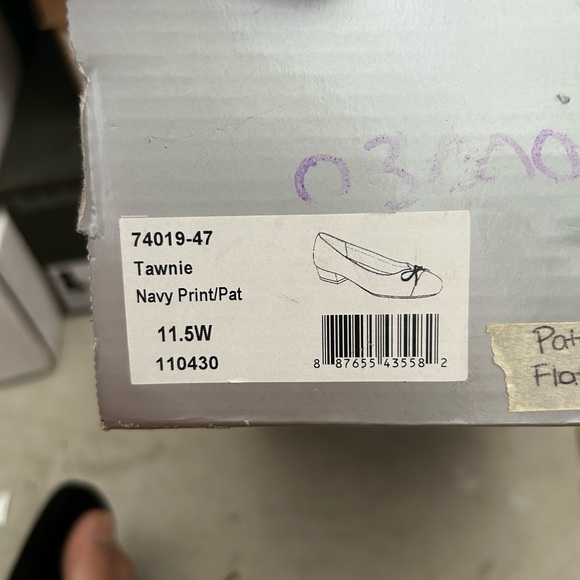 74019-47
Tawnie
Navy Print/Pat
11.5W
110430
8 87655 43558 2
Pat
Fla